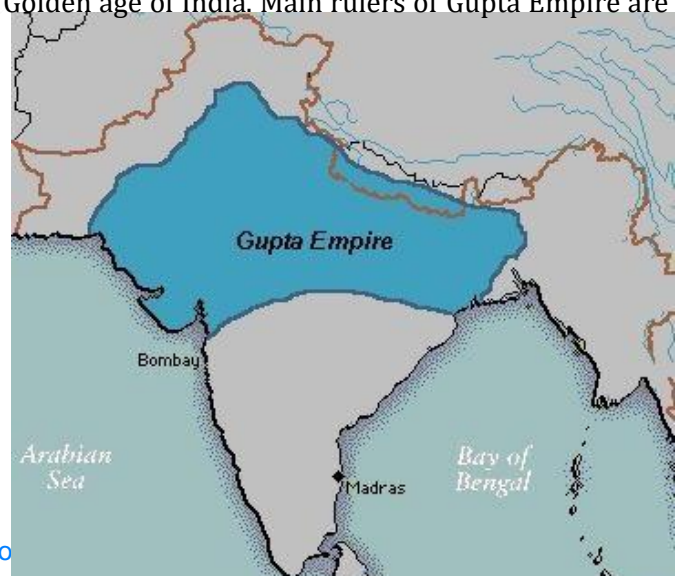 Golden age of India. Main rulers of Gupta Empire are
Gupta Empire
Bombay
Arabian
Sea
Bay of
Bengal
Madras